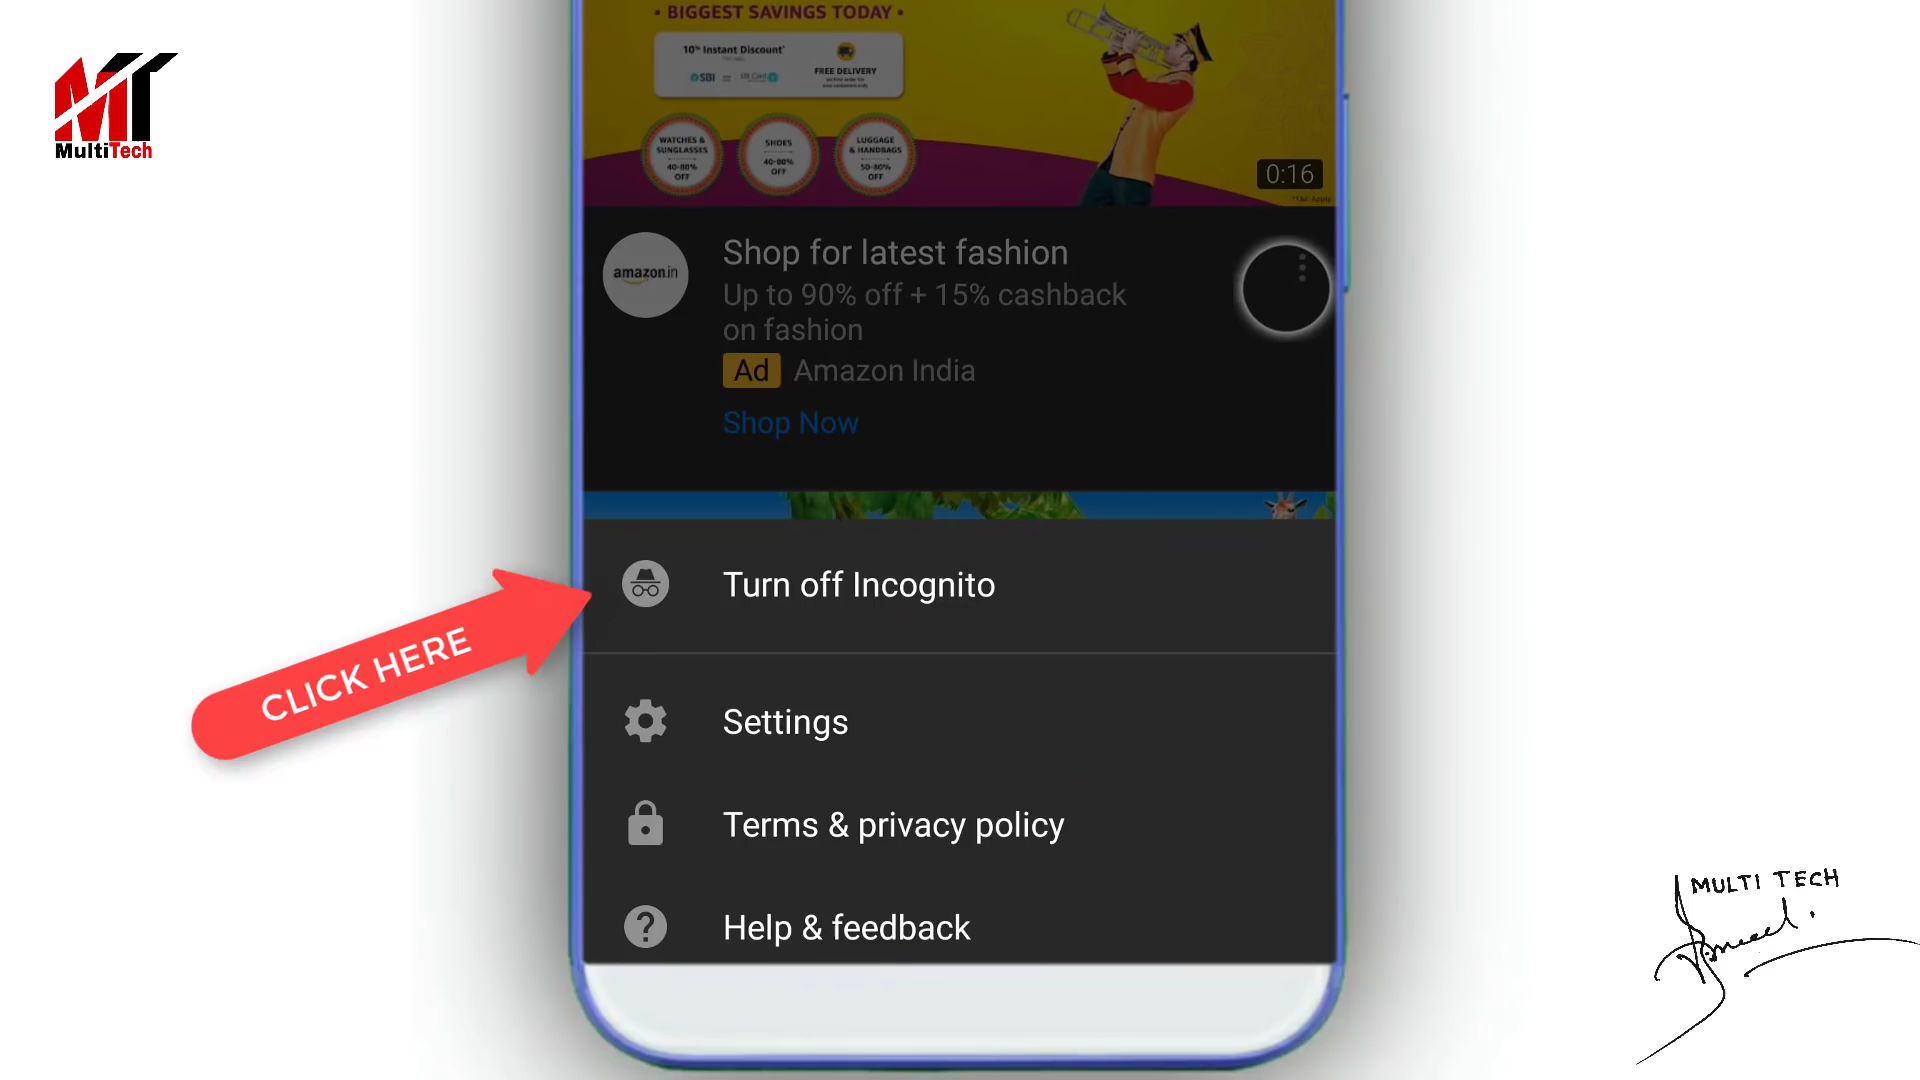 • BIGGEST SAVINGS TODAY •
10% Instant Discount*
SBI
SBI Card
FREE DELIVERY
WATCHES &
SUNGLASSES
40-80%
OFF
SHOES
40-80%
OFF
LUGGAGE
& HANDBAGS
50-80%
OFF
0:16
MT
MultiTech
amazon.in
Shop for latest fashion
Up to 90% off + 15% cashback
on fashion
Ad Amazon India
Shop Now
Turn off Incognito
CLICK HERE
Settings
Terms & privacy policy
Help & feedback
MULTI TECH